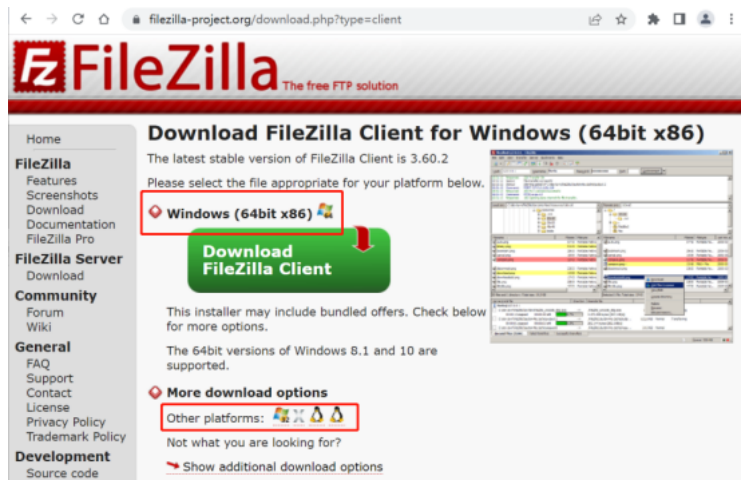 filezilla-project.org/download.php?type=client
Fz FileZilla The free FTP solution
Home
FileZilla
Features
Screenshots
Download
Documentation
FileZilla Pro
FileZilla Server
Download
Community
Forum
Wiki
General
FAQ
Support
Contact
License
Privacy Policy
Trademark Policy
Development
Source code
Download FileZilla Client for Windows (64bit x86)
The latest stable version of FileZilla Client is 3.60.2
Please select the file appropriate for your platform below.
Windows (64bit x86)
Download
FileZilla Client
This installer may include bundled offers. Check below
for more options.
The 64bit versions of Windows 8.1 and 10 are
supported.
More download options
Other platforms:
Not what you are looking for?
Show additional download options